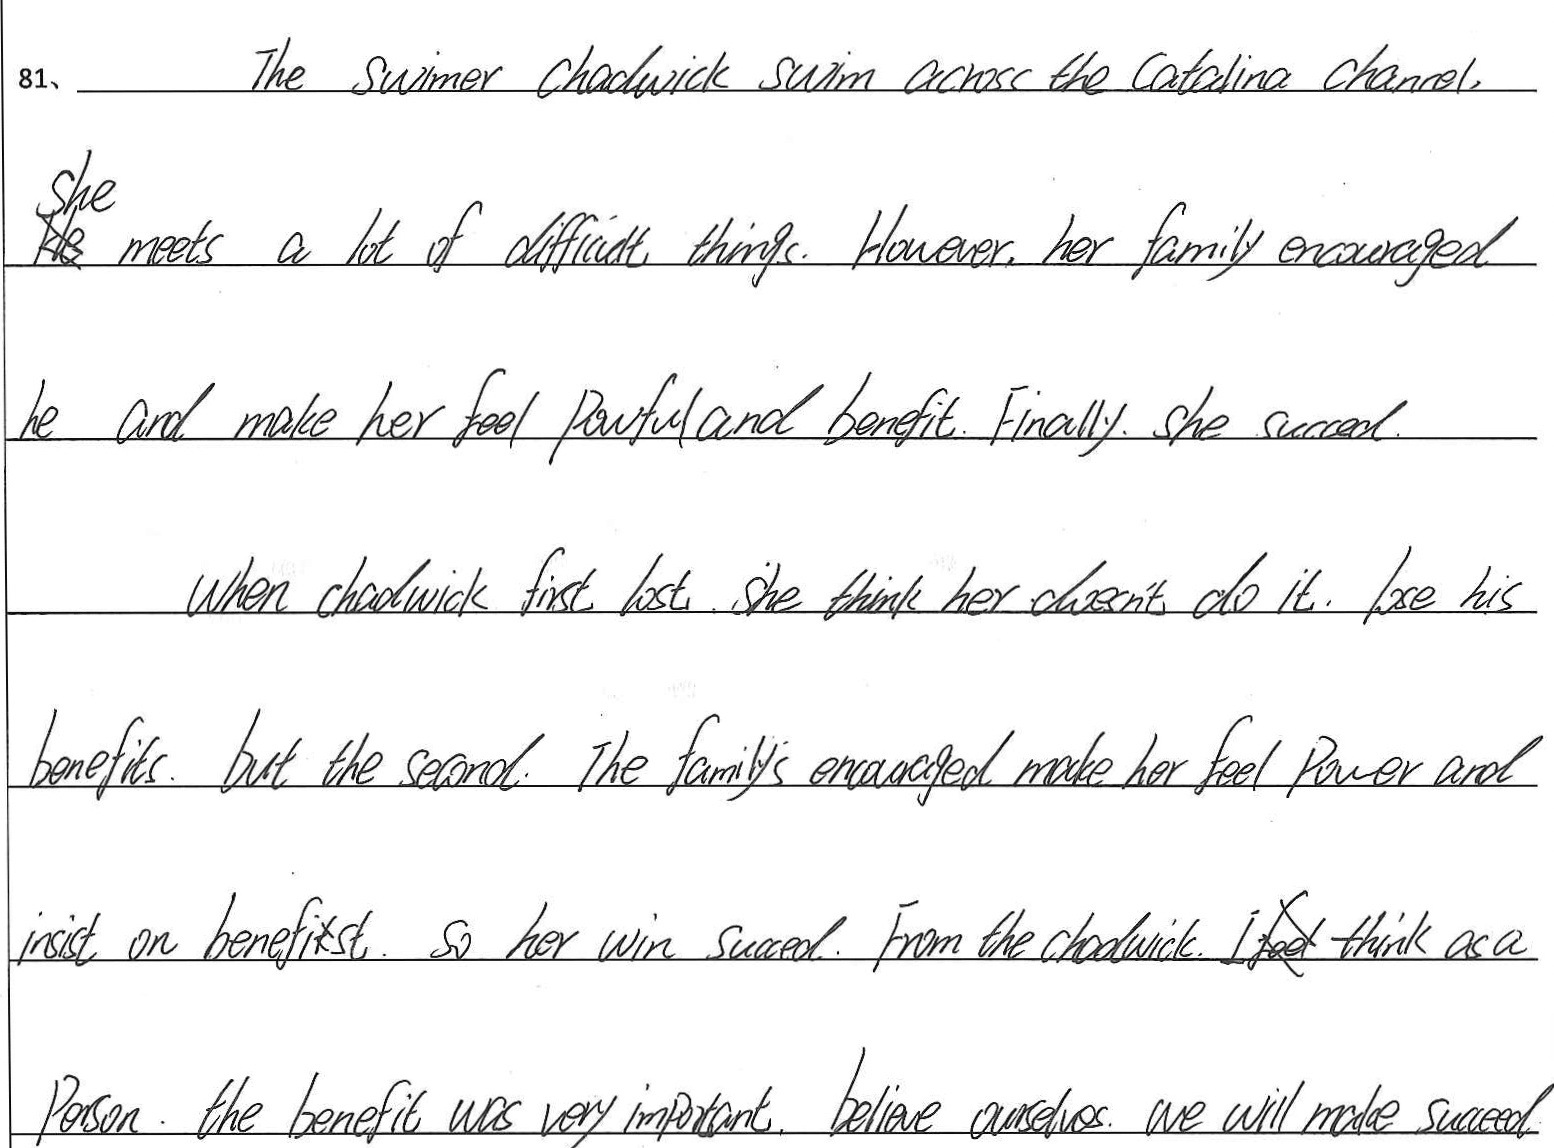 81、 The swimer chadwick swim across the Catalina channel.
she
meets a lot of difficult things. However, her family encouraged
he and make her feel Powful and benefit. Finally. she succeed.
When chadwick first lost. she think her doesn't do it. lose his
benefits. but the second. The family's encouraged make her feel Power and
insist on benefitst. so her win succeed. From the chadwick. I think as a
Person. the benefit was very important. believe ourselves. we will make succeed